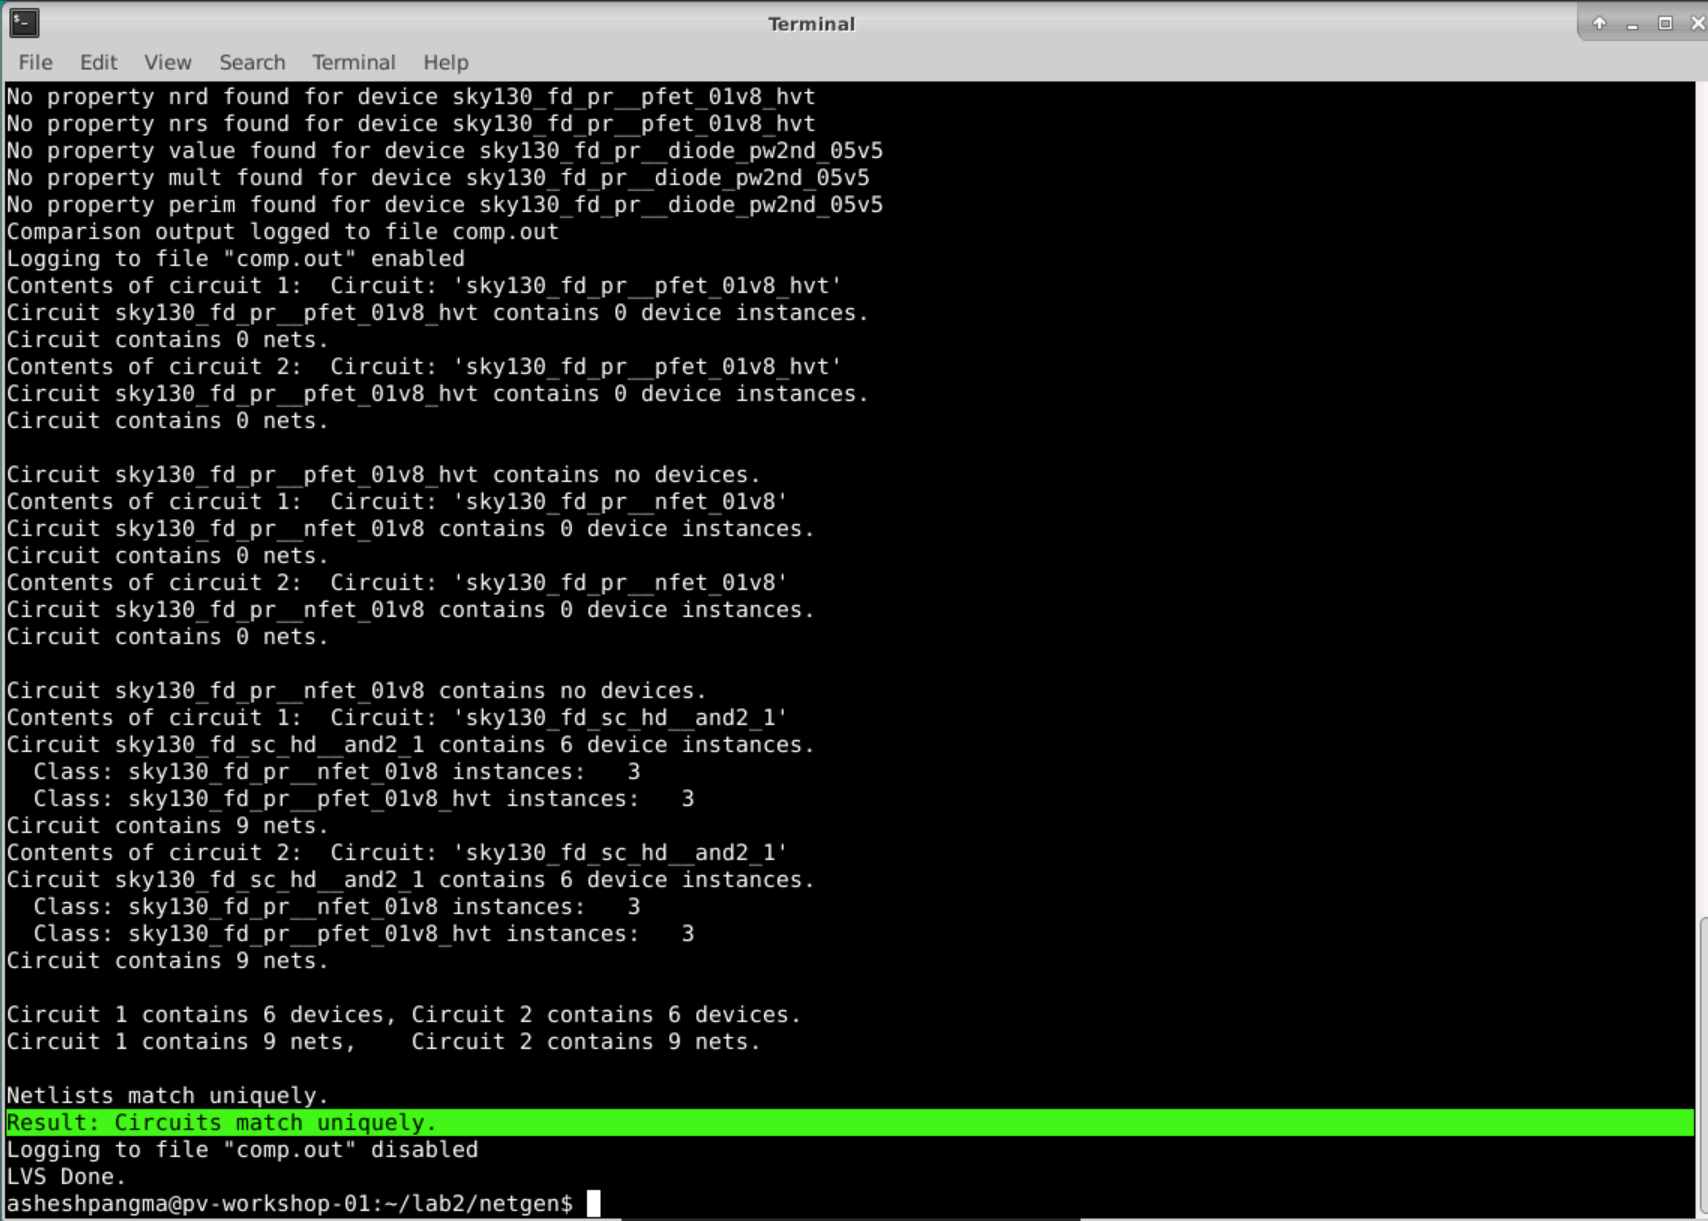 Terminal
File Edit View Search Terminal Help
No property nrd found for device sky130_fd_pr__pfet_01v8_hvt
No property nrs found for device sky130_fd_pr__pfet_01v8_hvt
No property value found for device sky130_fd_pr__diode_pw2nd_05v5
No property mult found for device sky130_fd_pr__diode_pw2nd_05v5
No property perim found for device sky130_fd_pr__diode_pw2nd_05v5
Comparison output logged to file comp.out
Logging to file "comp.out" enabled
Contents of circuit 1:  Circuit: 'sky130_fd_pr__pfet_01v8_hvt'
Circuit sky130_fd_pr__pfet_01v8_hvt contains 0 device instances.
Circuit contains 0 nets.
Contents of circuit 2:  Circuit: 'sky130_fd_pr__pfet_01v8_hvt'
Circuit sky130_fd_pr__pfet_01v8_hvt contains 0 device instances.
Circuit contains 0 nets.
Circuit sky130_fd_pr__pfet_01v8_hvt contains no devices.
Contents of circuit 1:  Circuit: 'sky130_fd_pr__nfet_01v8'
Circuit sky130_fd_pr__nfet_01v8 contains 0 device instances.
Circuit contains 0 nets.
Contents of circuit 2:  Circuit: 'sky130_fd_pr__nfet_01v8'
Circuit sky130_fd_pr__nfet_01v8 contains 0 device instances.
Circuit contains 0 nets.
Circuit sky130_fd_pr__nfet_01v8 contains no devices.
Contents of circuit 1:  Circuit: 'sky130_fd_sc_hd__and2_1'
Circuit sky130_fd_sc_hd__and2_1 contains 6 device instances.
  Class: sky130_fd_pr__nfet_01v8 instances:   3
  Class: sky130_fd_pr__pfet_01v8_hvt instances:   3
Circuit contains 9 nets.
Contents of circuit 2:  Circuit: 'sky130_fd_sc_hd__and2_1'
Circuit sky130_fd_sc_hd__and2_1 contains 6 device instances.
  Class: sky130_fd_pr__nfet_01v8 instances:   3
  Class: sky130_fd_pr__pfet_01v8_hvt instances:   3
Circuit contains 9 nets.
Circuit 1 contains 6 devices, Circuit 2 contains 6 devices.
Circuit 1 contains 9 nets,    Circuit 2 contains 9 nets.
Netlists match uniquely.
Result: Circuits match uniquely.
Logging to file "comp.out" disabled
LVS Done.
asheshpangma@pv-workshop-01:~/lab2/netgen$